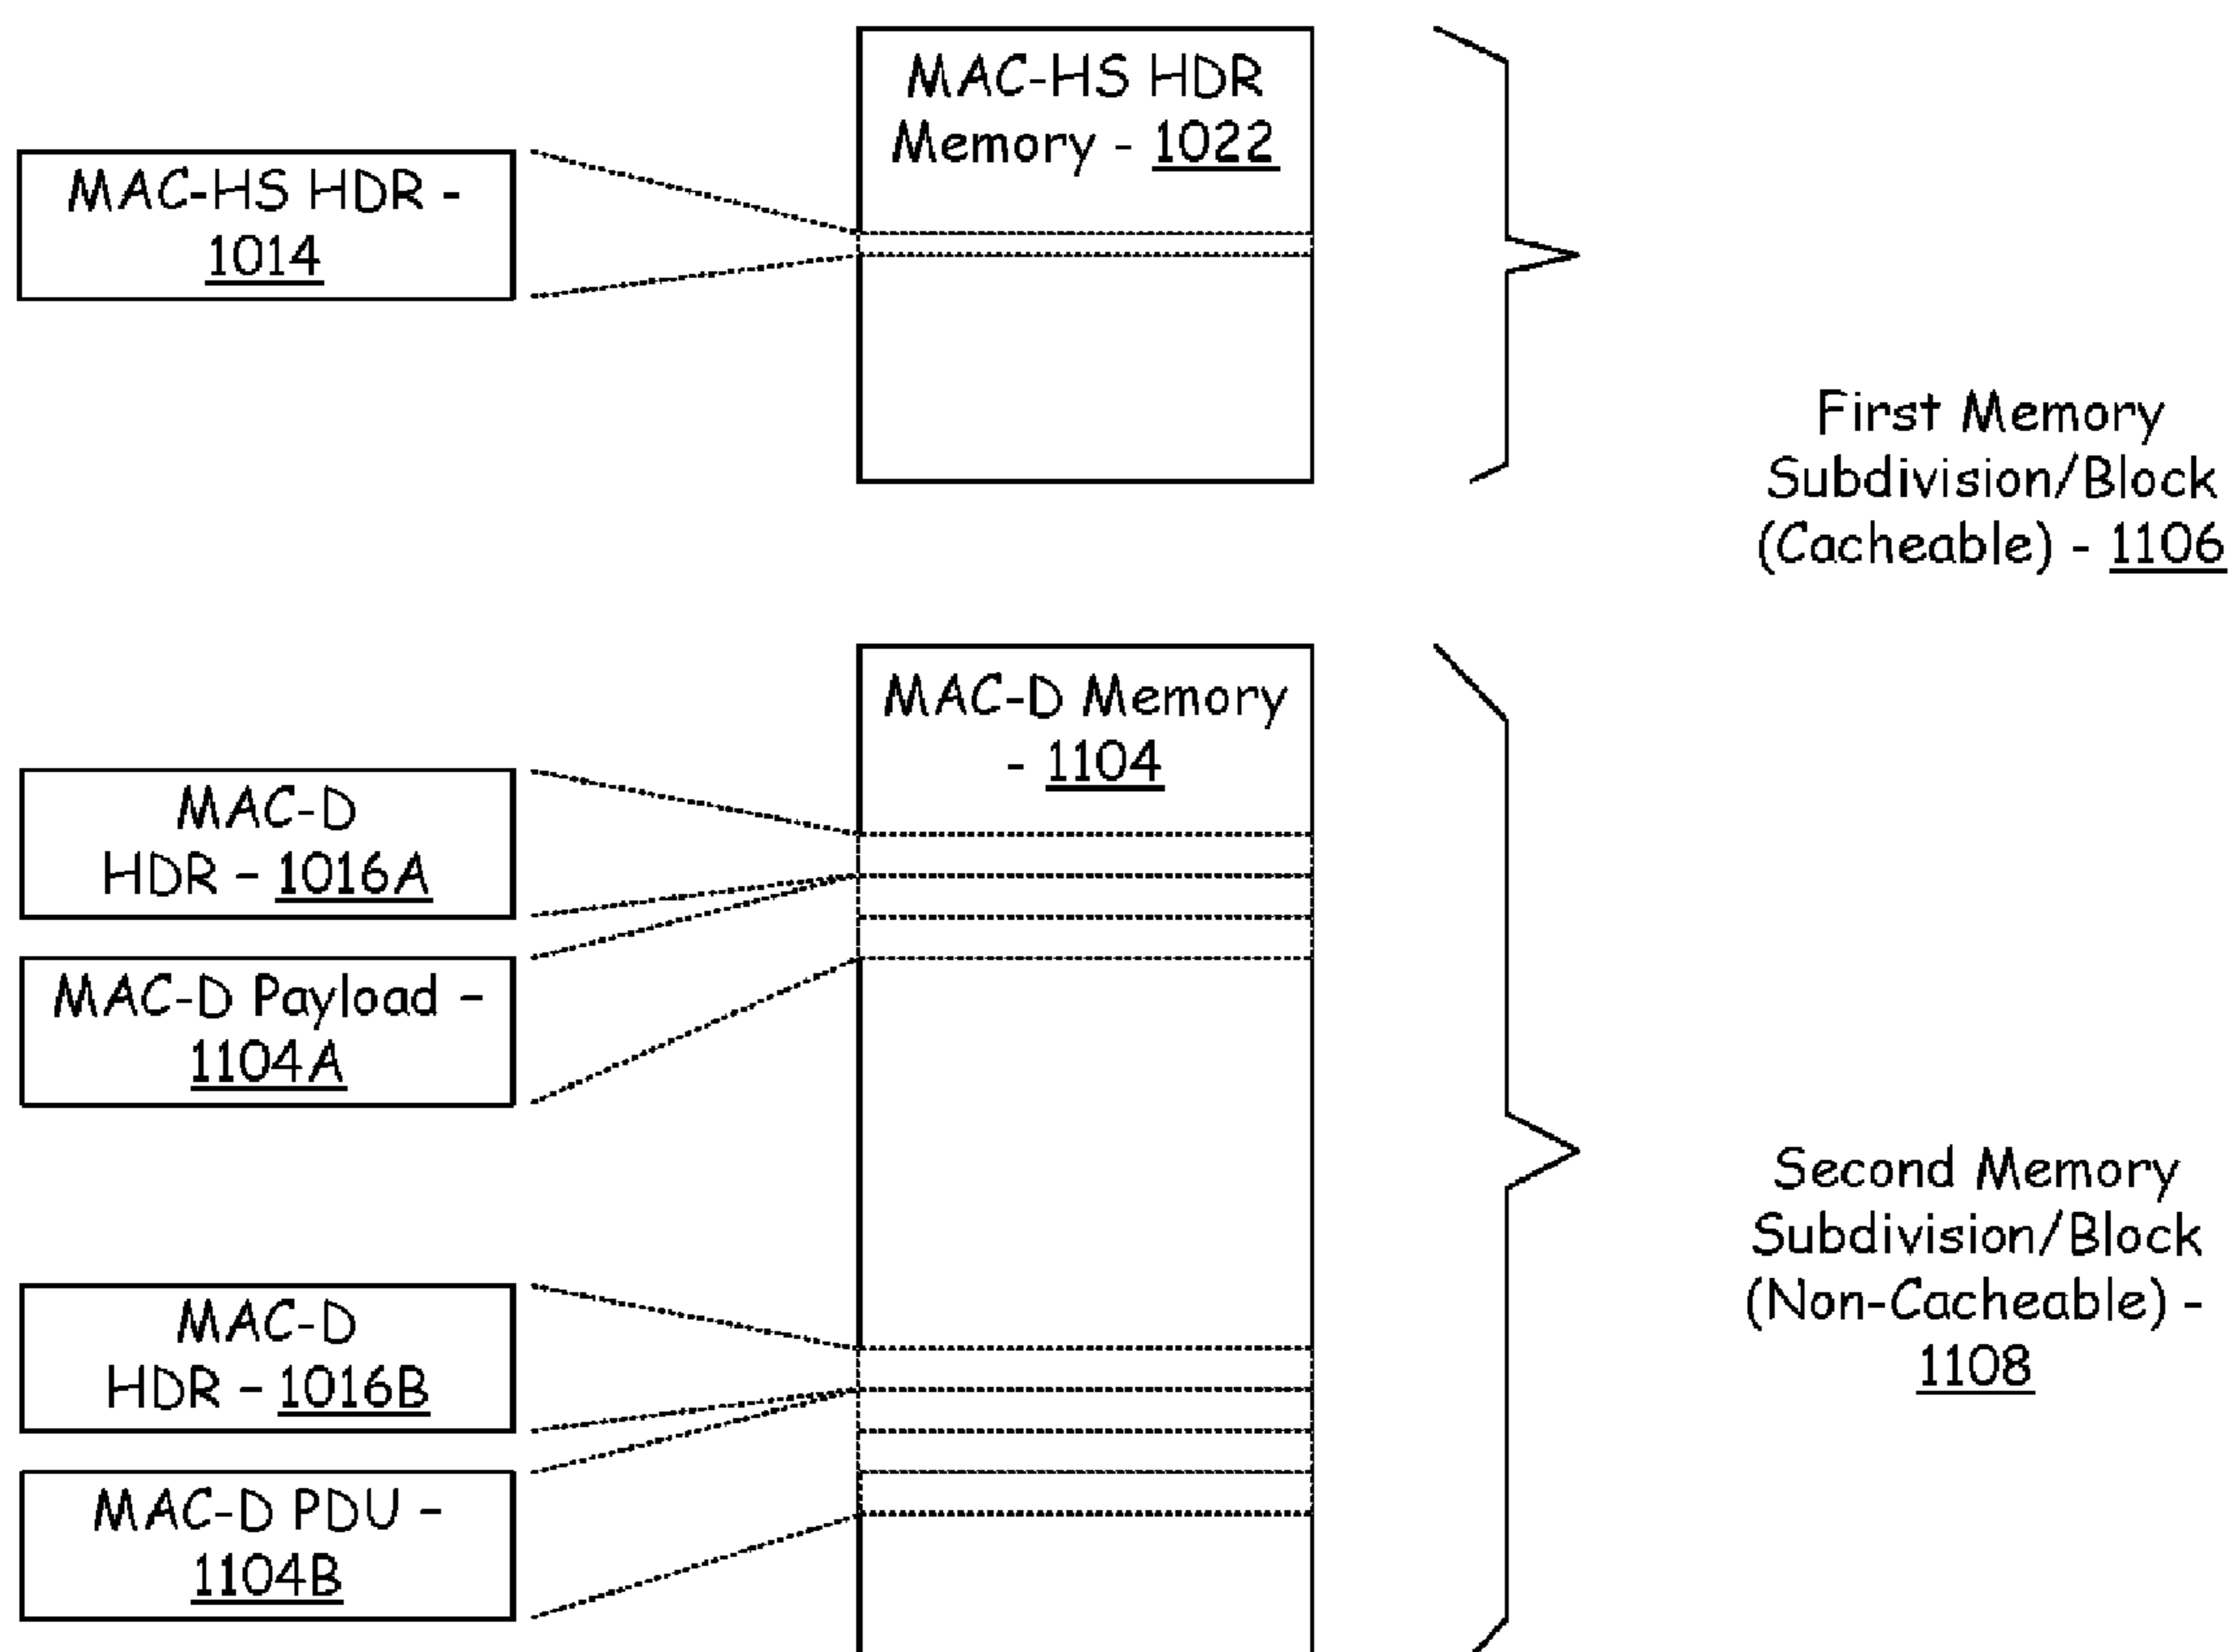 MAC-HS HDR
Memory - 1022
MAC-HS HDR -
1014
First Memory
Subdivision/Block
(Cacheable) - 1106
MAC-D Memory
- 1104
MAC-D
HDR – 1016A
MAC-D Payload –
1104A
Second Memory
Subdivision/Block
(Non-Cacheable) -
1108
MAC-D
HDR – 1016B
MAC-D PDU –
1104B